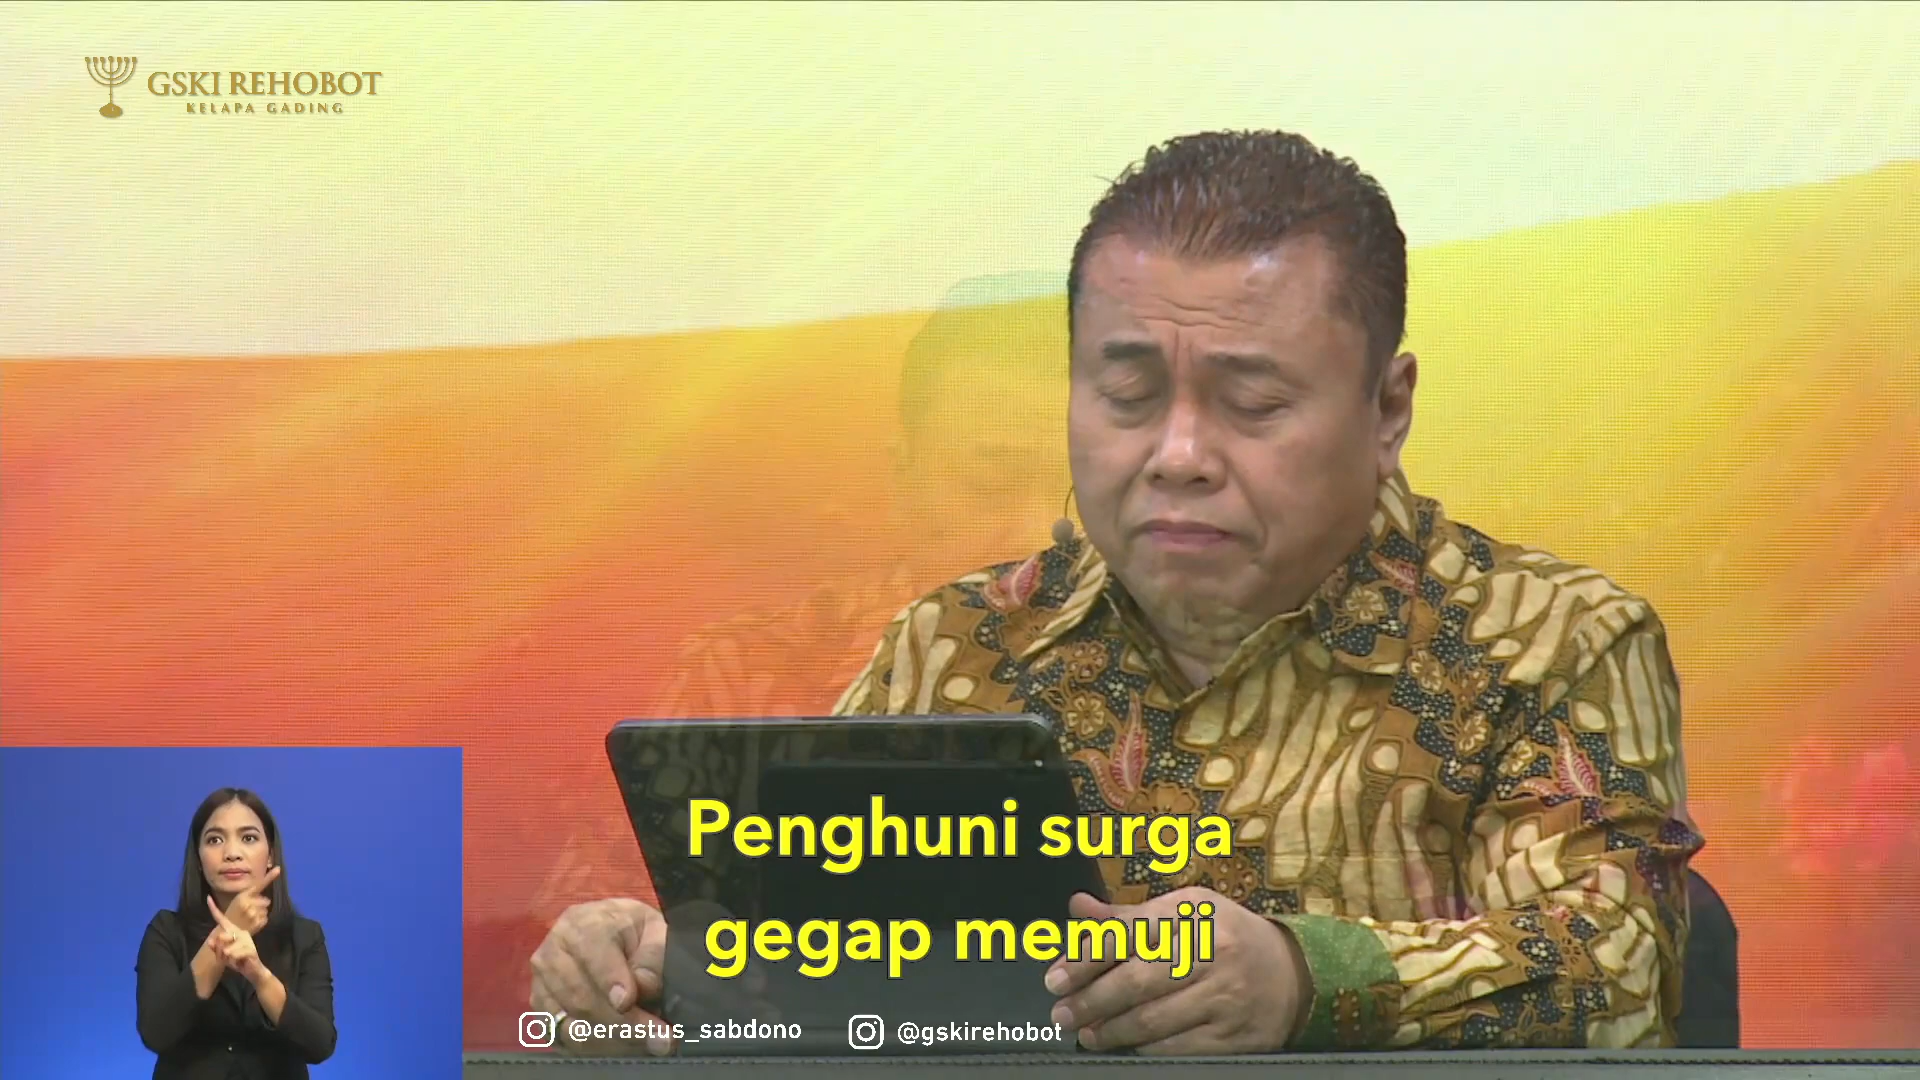 GSKI REHOBOT
KELAPA GADING
Penghuni surga
gegap memuji
@erastus_sabdono @gskirehobot